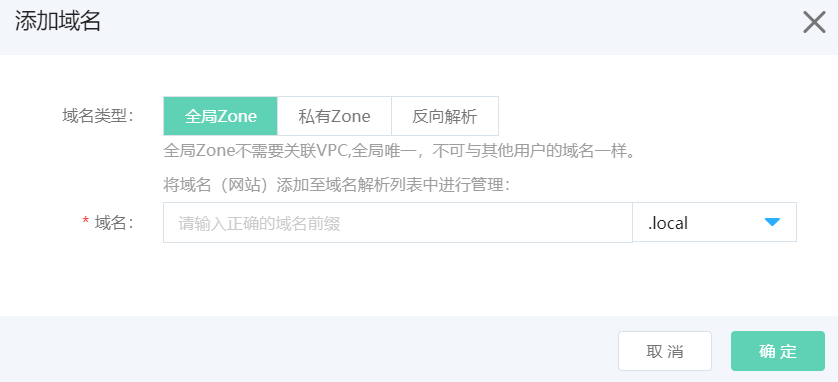 添加域名
域名类型： 全局Zone 私有Zone 反向解析
全局Zone不需要关联VPC,全局唯一，不可与其他用户的域名一样。
将域名（网站）添加至域名解析列表中进行管理：
* 域名： 请输入正确的域名前缀 .local
取 消 确 定